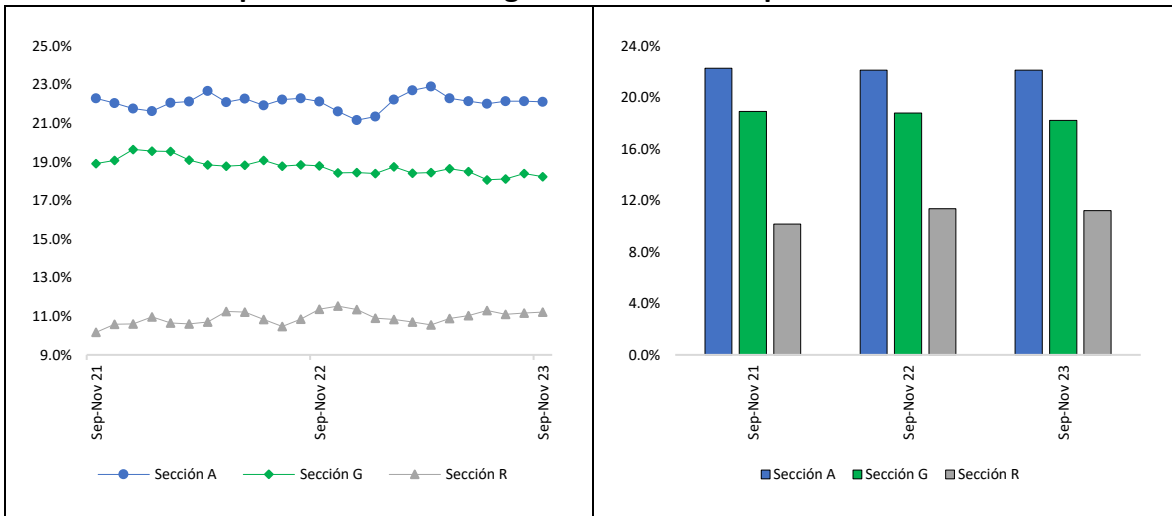 25.0%
23.0%
21.0%
19.0%
17.0%
15.0%
13.0%
11.0%
9.0%
Sep-Nov 21
Sep-Nov 22
Sep-Nov 23
Sección A Sección G Sección R
24.0%
20.0%
16.0%
12.0%
8.0%
4.0%
0.0%
Sep-Nov 21
Sep-Nov 22
Sep-Nov 23
Sección A Sección G Sección R